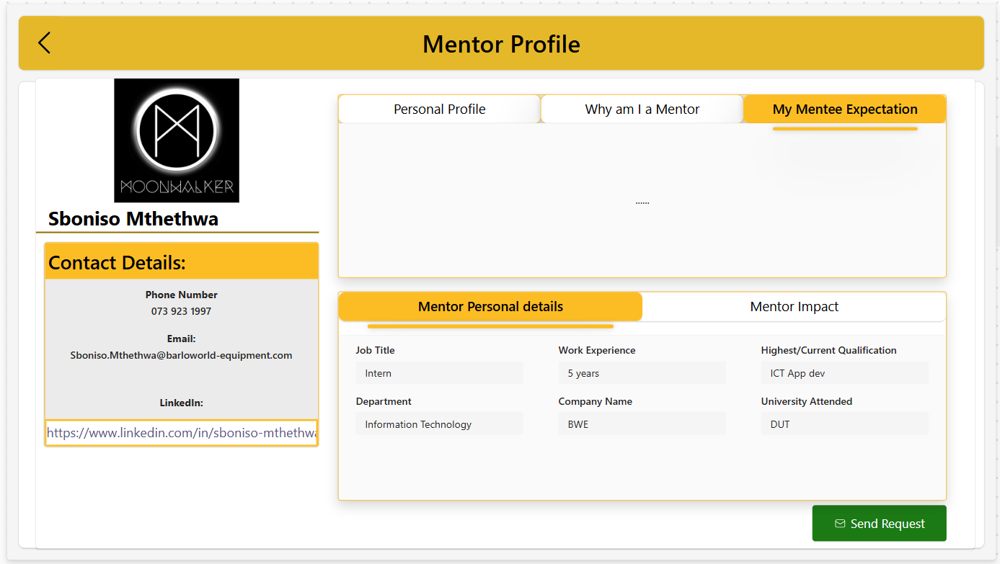 Mentor Profile
MOONWALKER
Sboniso Mthethwa
Contact Details:
Phone Number
073 923 1997
Email:
Sboniso.Mthethwa@barloworld-equipment.com
LinkedIn:
https://www.linkedin.com/in/sboniso-mthethwa
Personal Profile
Why am I a Mentor
My Mentee Expectation
......
Mentor Personal details
Mentor Impact
Job Title
Work Experience
Highest/Current Qualification
Intern
5 years
ICT App dev
Department
Company Name
University Attended
Information Technology
BWE
DUT
Send Request